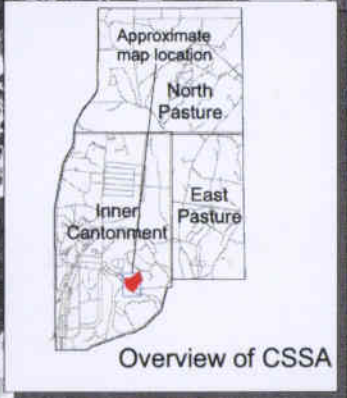 Approximate
map location
North
Pasture
East
Pasture
Inner
Cantonment
Overview of CSSA